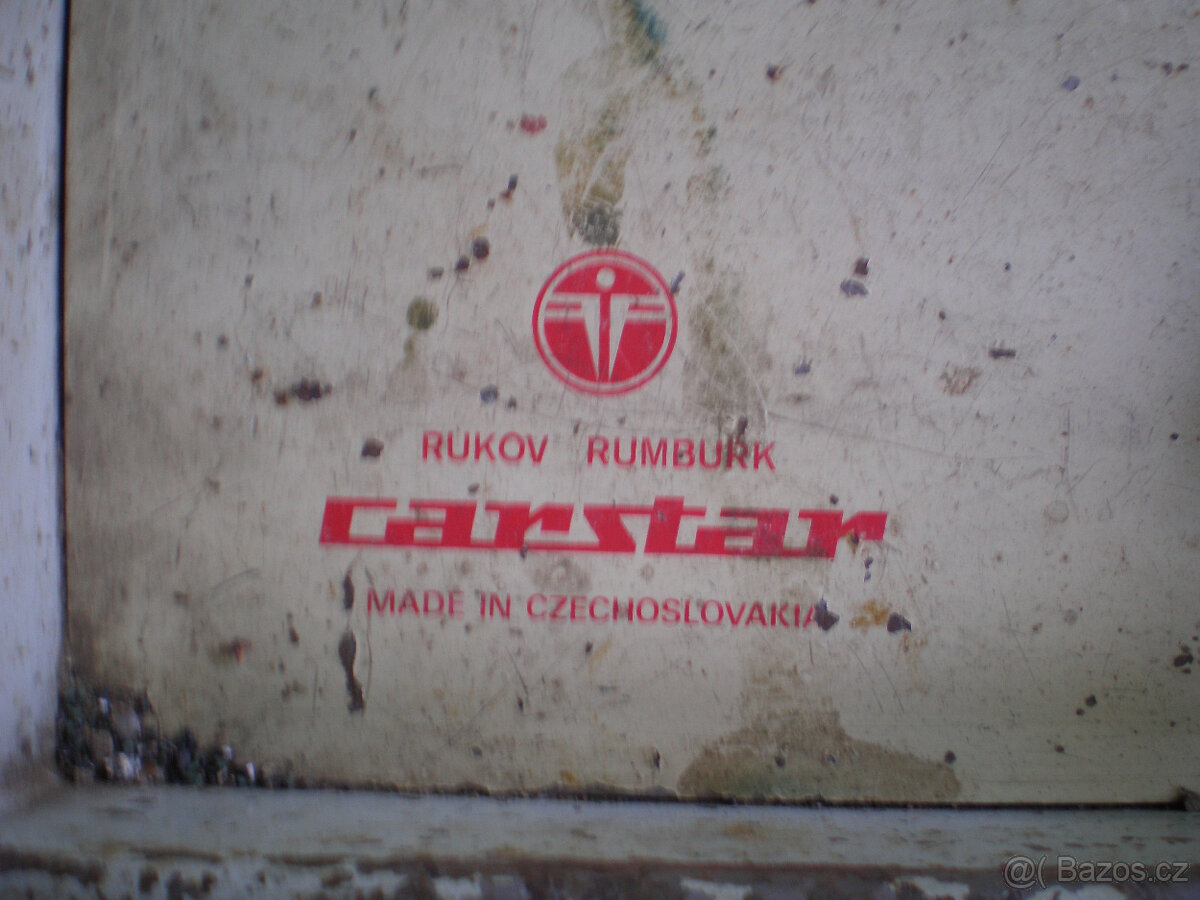 RUKOV RUMBURK
carstar
MADE IN CZECHOSLOVAKIA
@( Bazos.cz